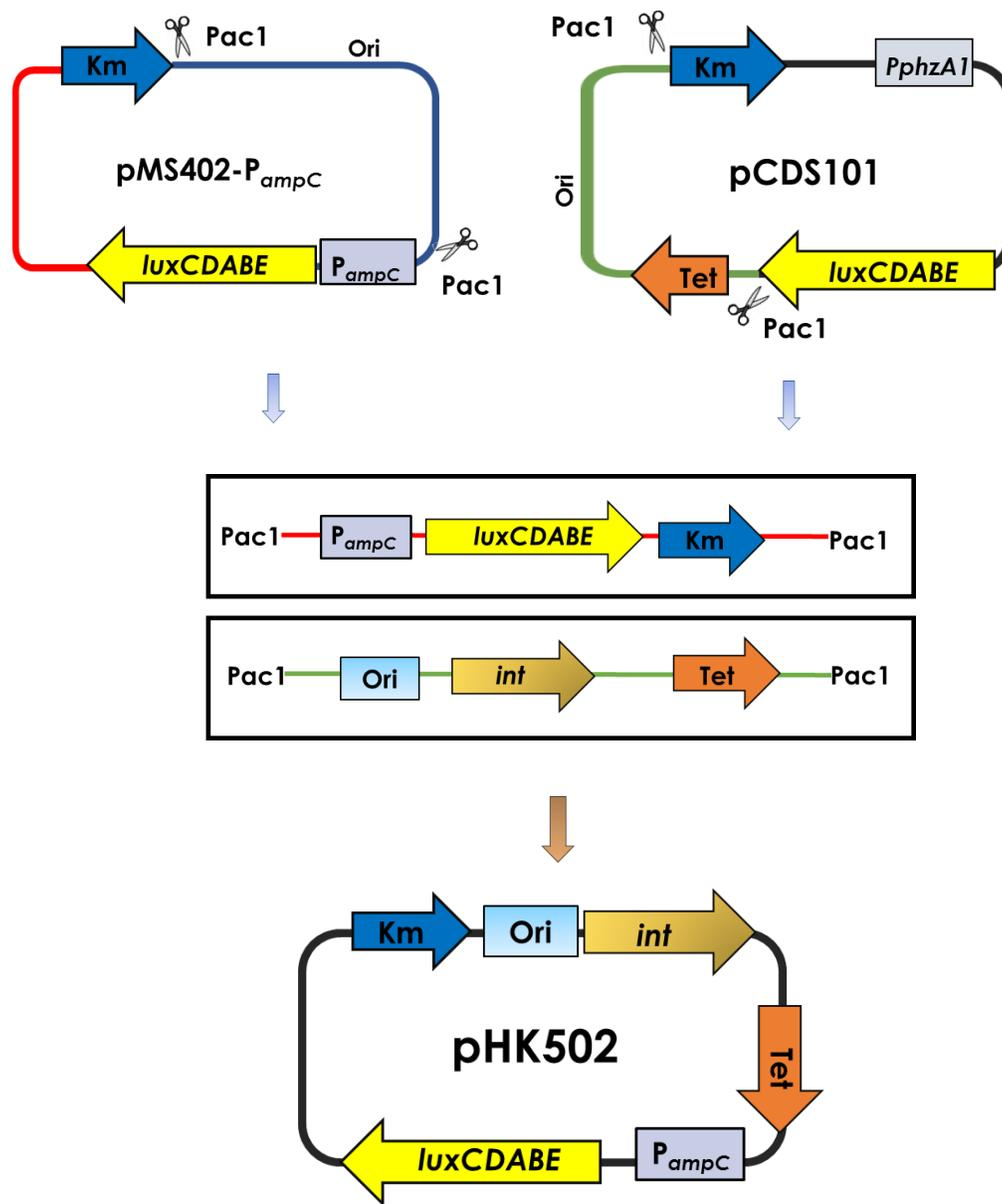 Pac1
Ori
Km
pMS402-PampC
luxCDABE
PampC
Pac1
Pac1
Km
PphzA1
pCDS101
Ori
Tet
luxCDABE
Pac1
Pac1
PampC
luxCDABE
Km
Pac1
Pac1
Ori
int
Tet
Pac1
Km
Ori
int
pHK502
Tet
luxCDABE
PampC